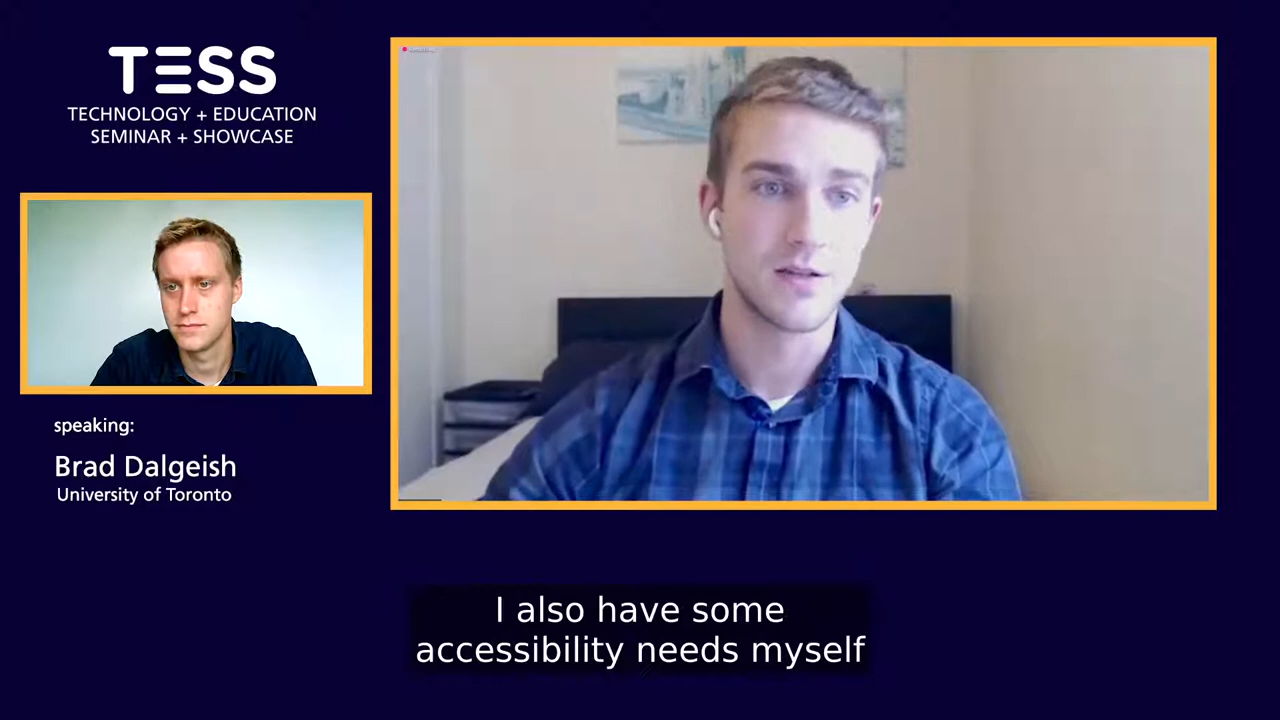 TESS
TECHNOLOGY + EDUCATION
SEMINAR + SHOWCASE
speaking:
Brad Dalgeish
University of Toronto
I also have some
accessibility needs myself